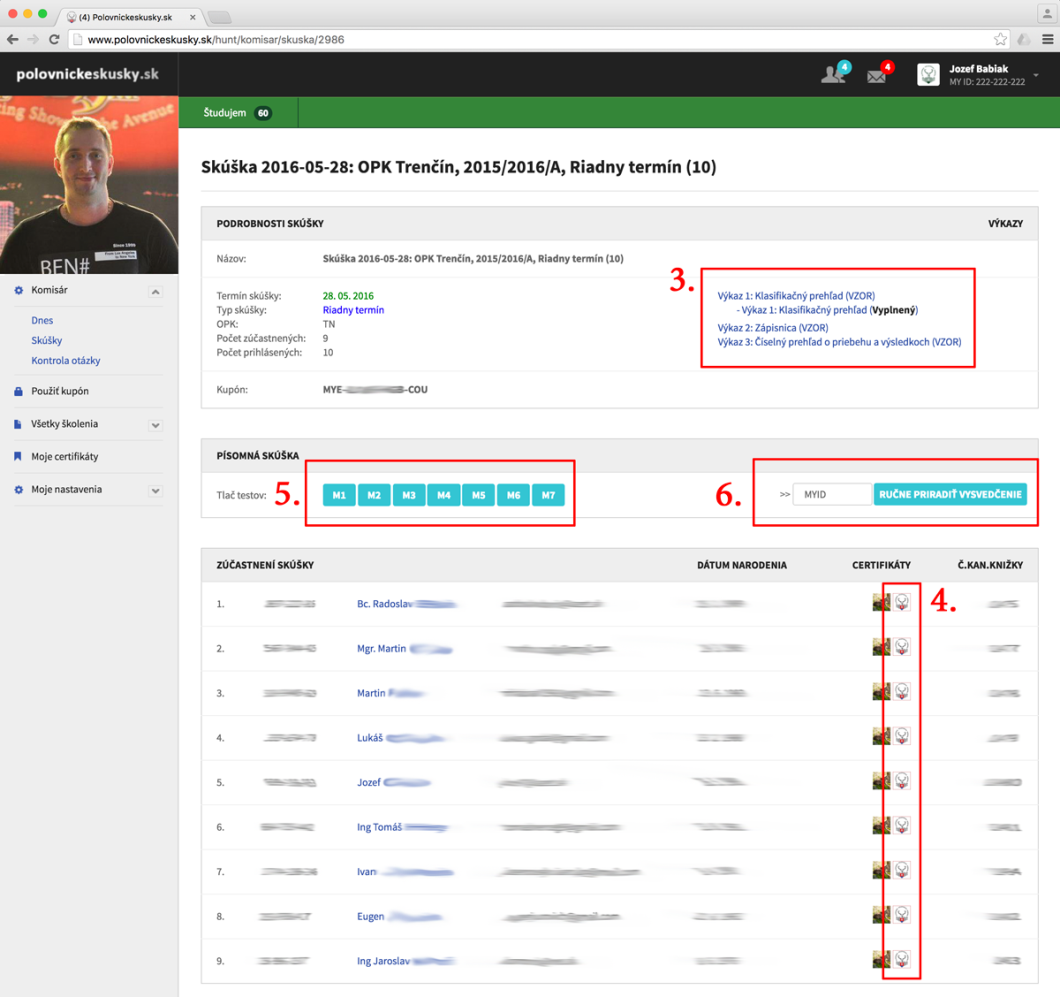 (4) Polovnickeskusky.sk
www.polovnickeskusky.sk/hunt/komisar/skuska/2986
polovnickeskusky.sk
4
4
Jozef Babiak
MY ID: 222-222-222
Študujem 60
BEN#
Since 1966
Komisár
Dnes
Skúšky
Kontrola otázky
Použiť kupón
Všetky školenia
Moje certifikáty
Moje nastavenia
Skúška 2016-05-28: OPK Trenčín, 2015/2016/A, Riadny termín (10)
PODROBNOSTI SKÚŠKY VÝKAZY
Názov: Skúška 2016-05-28: OPK Trenčín, 2015/2016/A, Riadny termín (10)
3.
Termín skúšky: 28. 05. 2016
Typ skúšky: Riadny termín
OPK: TN
Počet zúčastnených: 9
Počet prihlásených: 10
Výkaz 1: Klasifikačný prehľad (VZOR)
- Výkaz 1: Klasifikačný prehľad (Vyplnený)
Výkaz 2: Zápisnica (VZOR)
Výkaz 3: Číselný prehľad o priebehu a výsledkoch (VZOR)
Kupón: MYE- -COU
PÍSOMNÁ SKÚŠKA
Tlač testov: 5. M1 M2 M3 M4 M5 M6 M7
6. >> MYID RUČNE PRIRADIŤ VYSVEDČENIE
ZÚČASTNENÍ SKÚŠKY DÁTUM NARODENIA CERTIFIKÁTY Č.KAN.KNIŽKY
1. Bc. Radoslav 4.
2. Mgr. Martin
3. Martin
4. Lukáš
5. Jozef
6. Ing Tomáš
7. Ivan
8. Eugen
9. Ing Jaroslav